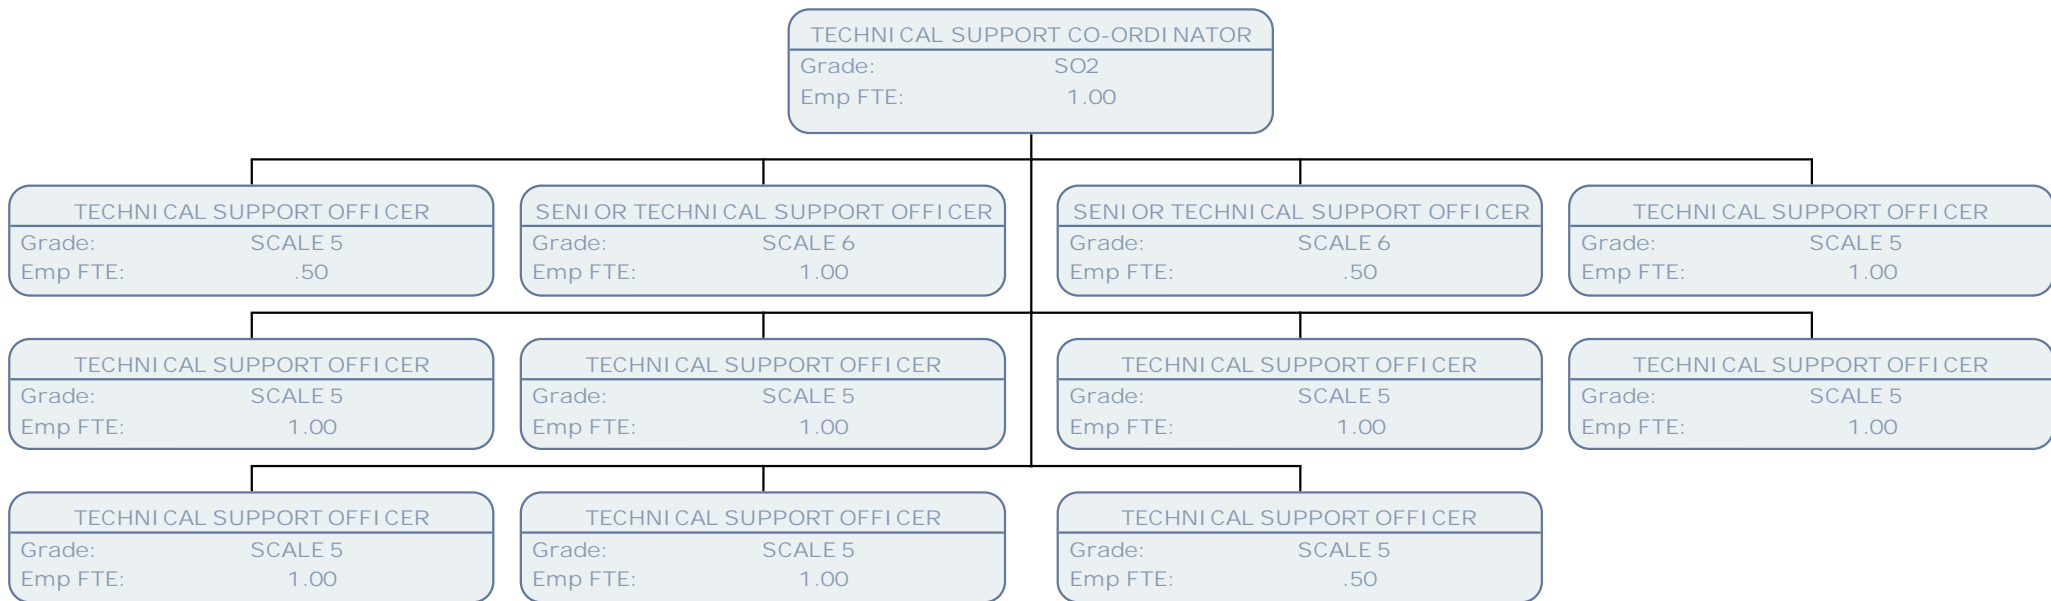 TECHNICAL SUPPORT CO-ORDINATOR
Grade: SO2
Emp FTE: 1.00
TECHNICAL SUPPORT OFFICER
Grade: SCALE 5
Emp FTE: .50
SENIOR TECHNICAL SUPPORT OFFICER
Grade: SCALE 6
Emp FTE: 1.00
SENIOR TECHNICAL SUPPORT OFFICER
Grade: SCALE 6
Emp FTE: .50
TECHNICAL SUPPORT OFFICER
Grade: SCALE 5
Emp FTE: 1.00
TECHNICAL SUPPORT OFFICER
Grade: SCALE 5
Emp FTE: 1.00
TECHNICAL SUPPORT OFFICER
Grade: SCALE 5
Emp FTE: 1.00
TECHNICAL SUPPORT OFFICER
Grade: SCALE 5
Emp FTE: 1.00
TECHNICAL SUPPORT OFFICER
Grade: SCALE 5
Emp FTE: 1.00
TECHNICAL SUPPORT OFFICER
Grade: SCALE 5
Emp FTE: 1.00
TECHNICAL SUPPORT OFFICER
Grade: SCALE 5
Emp FTE: 1.00
TECHNICAL SUPPORT OFFICER
Grade: SCALE 5
Emp FTE: .50